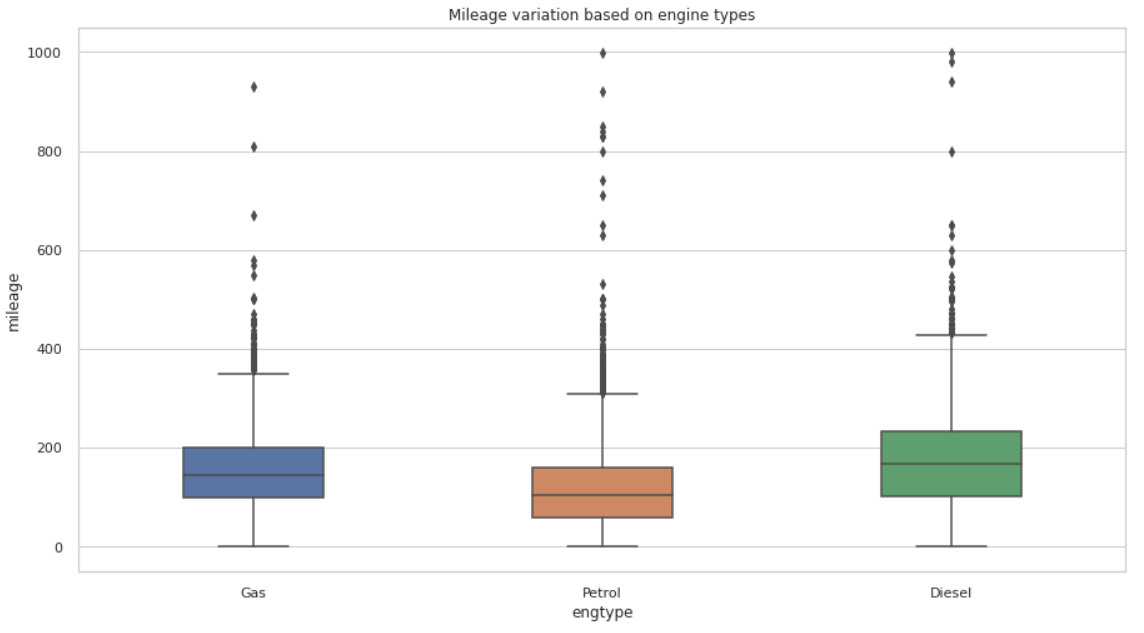 Mileage variation based on engine types
1000
800
600
400
200
0
mileage
Gas
Petrol
Diesel
engtype